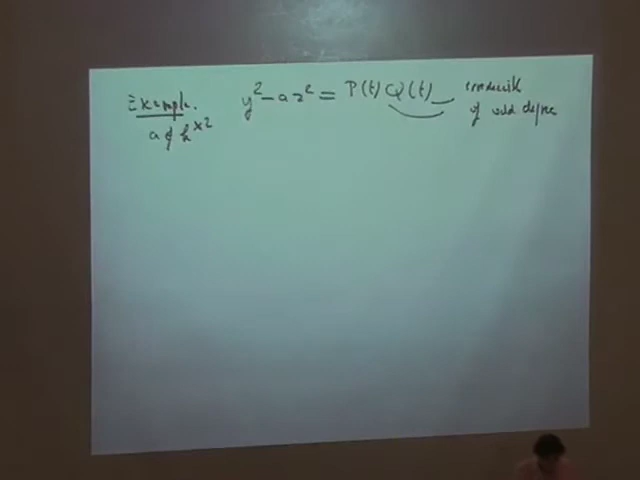 Example. y² - az² = P(t) Q(t) irreducible
a ∉ k^{×2} of odd degree